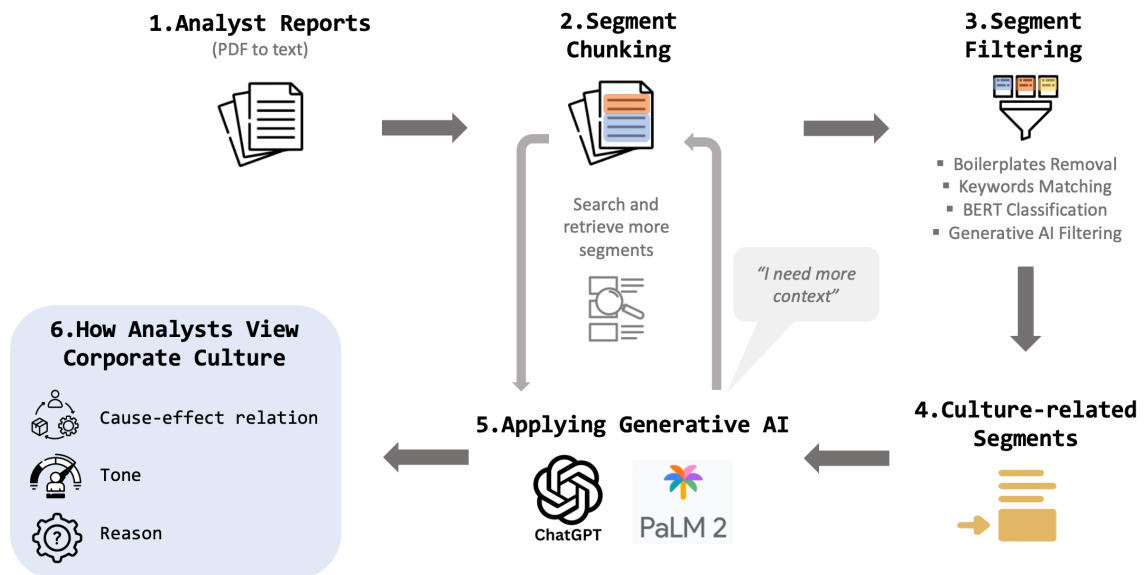 1.Analyst Reports
(PDF to text)
2.Segment
Chunking
3.Segment
Filtering
▪ Boilerplates Removal
▪ Keywords Matching
▪ BERT Classification
▪ Generative AI Filtering
Search and
retrieve more
segments
“I need more
context”
4.Culture-related
Segments
5.Applying Generative AI
ChatGPT
PaLM 2
6.How Analysts View
Corporate Culture
Cause-effect relation
Tone
?
Reason